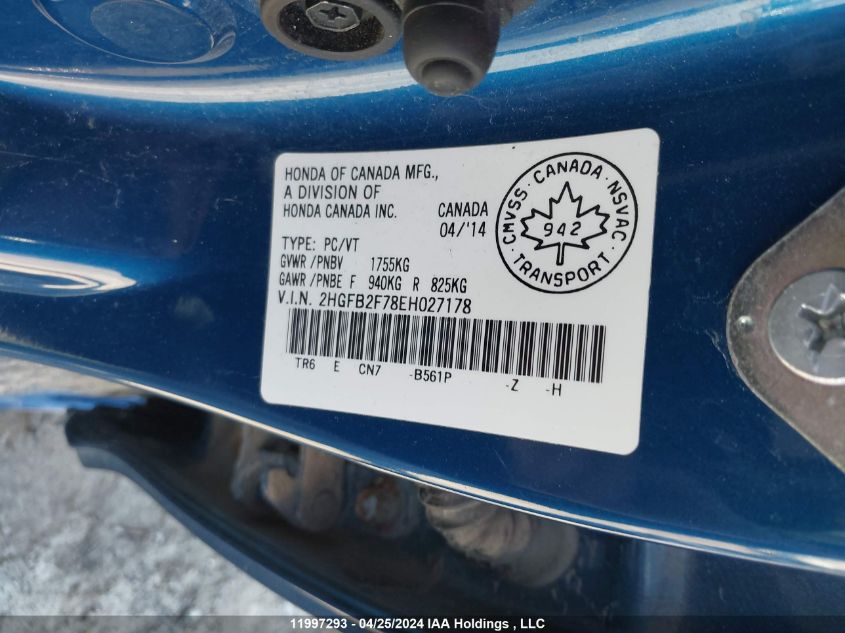 HONDA OF CANADA MFG.,
A DIVISION OF
HONDA CANADA INC. CANADA
04/'14
TYPE: PC/VT
GVWR/PNBV 1755KG
GAWR/PNBE F 940KG R 825KG
V.I.N. 2HGFB2F78EH027178
TR6 E CN7 -B561P -Z -H
CMVSS · CANADA · NSVAC · TRANSPORT ·
942
11997293 - 04/25/2024 IAA Holdings , LLC